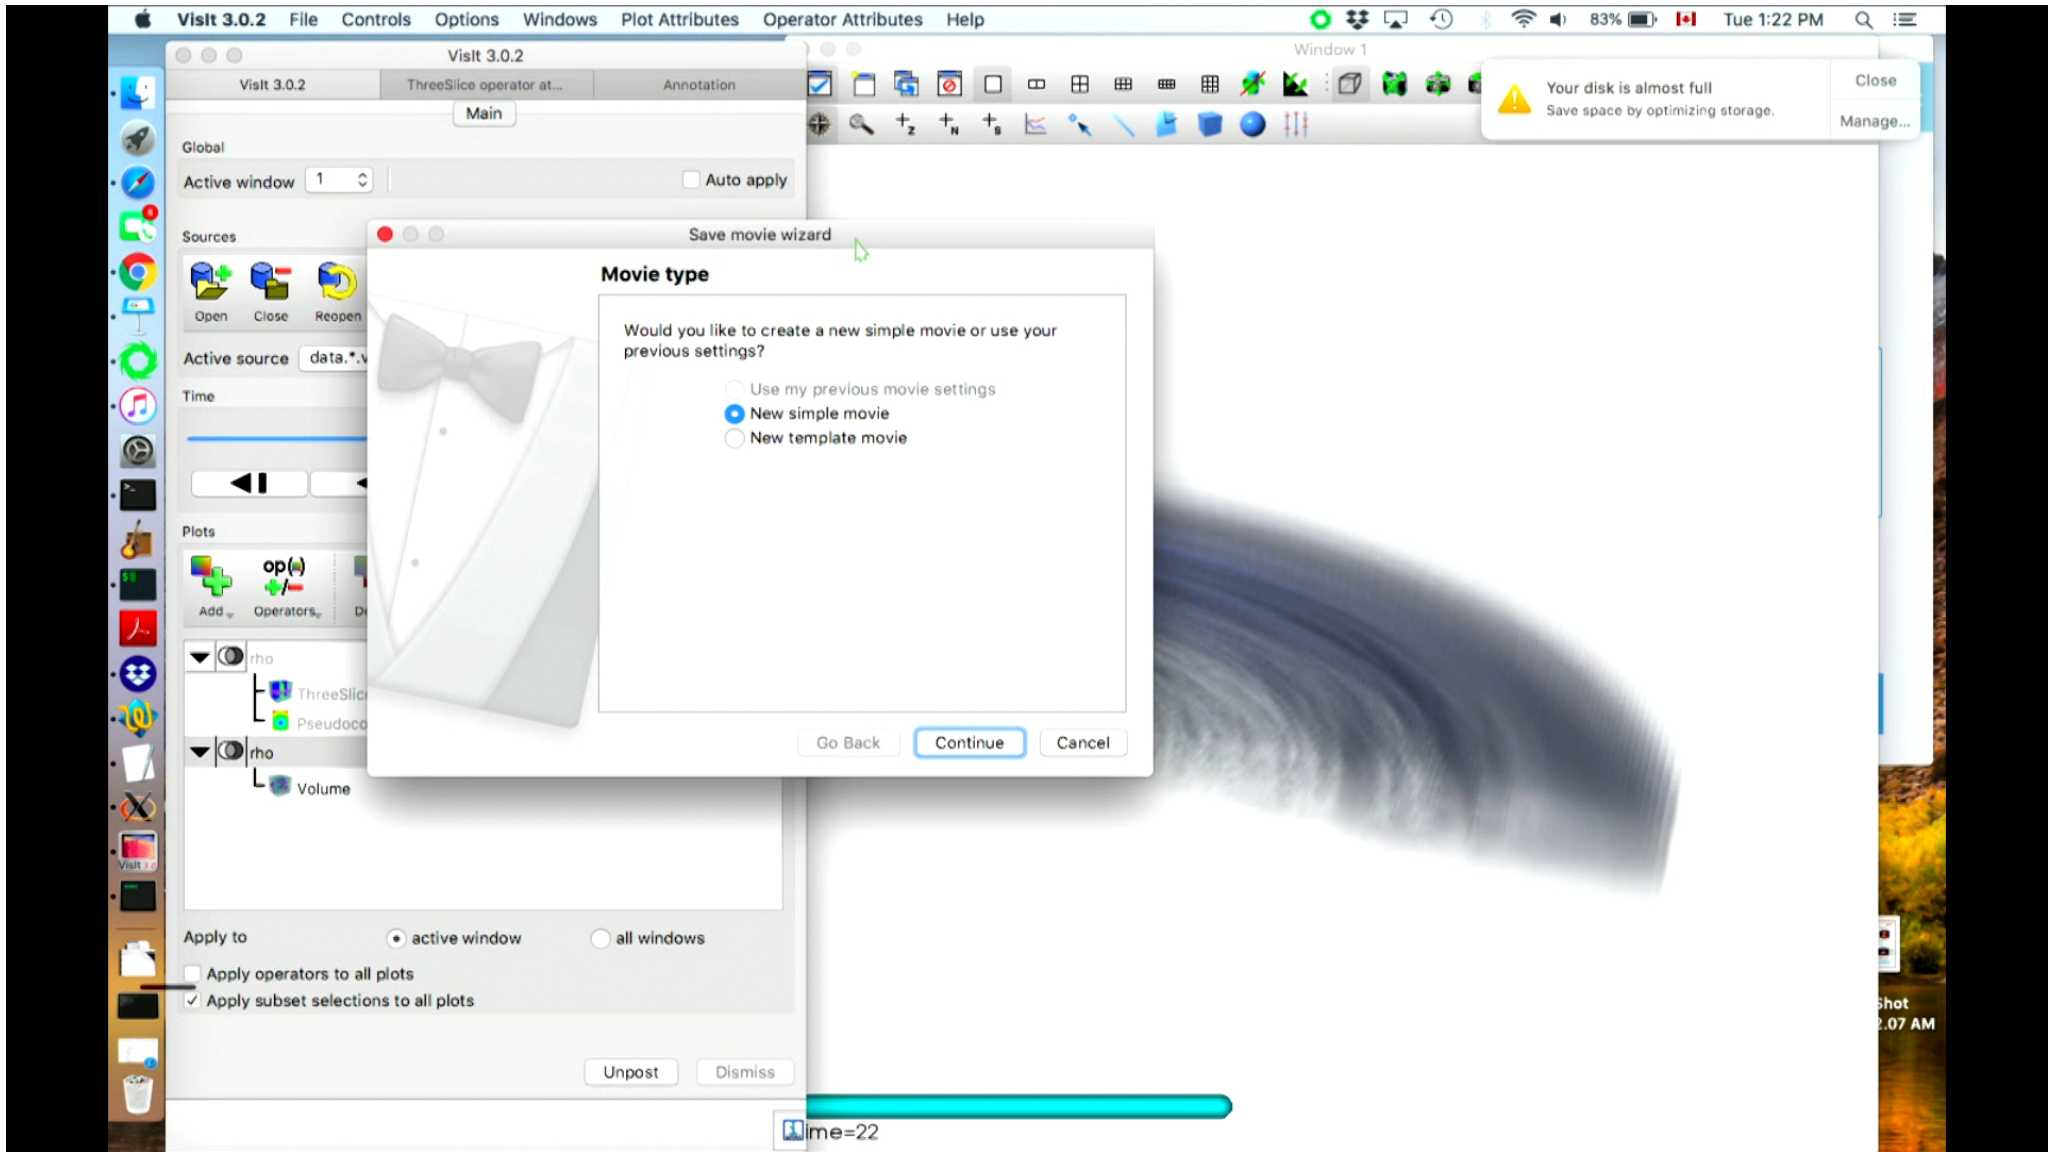 VisIt 3.0.2 File Controls Options Windows Plot Attributes Operator Attributes Help 83% Tue 1:22 PM
VisIt 3.0.2
Window 1
VisIt 3.0.2 ThreeSlice operator at... Annotation
Main
Your disk is almost full
Save space by optimizing storage.
Close
Manage...
Global
Active window 1 Auto apply
Sources
Open Close Reopen
Active source data.*.v
Time
Plots
op( )
+/-
Add Operators
rho
ThreeSlic
Pseudoco
rho
Volume
Apply to active window all windows
Apply operators to all plots
Apply subset selections to all plots
Unpost Dismiss
Save movie wizard
Movie type
Would you like to create a new simple movie or use your
previous settings?
Use my previous movie settings
New simple movie
New template movie
Go Back Continue Cancel
ime=22
Shot
2.07 AM